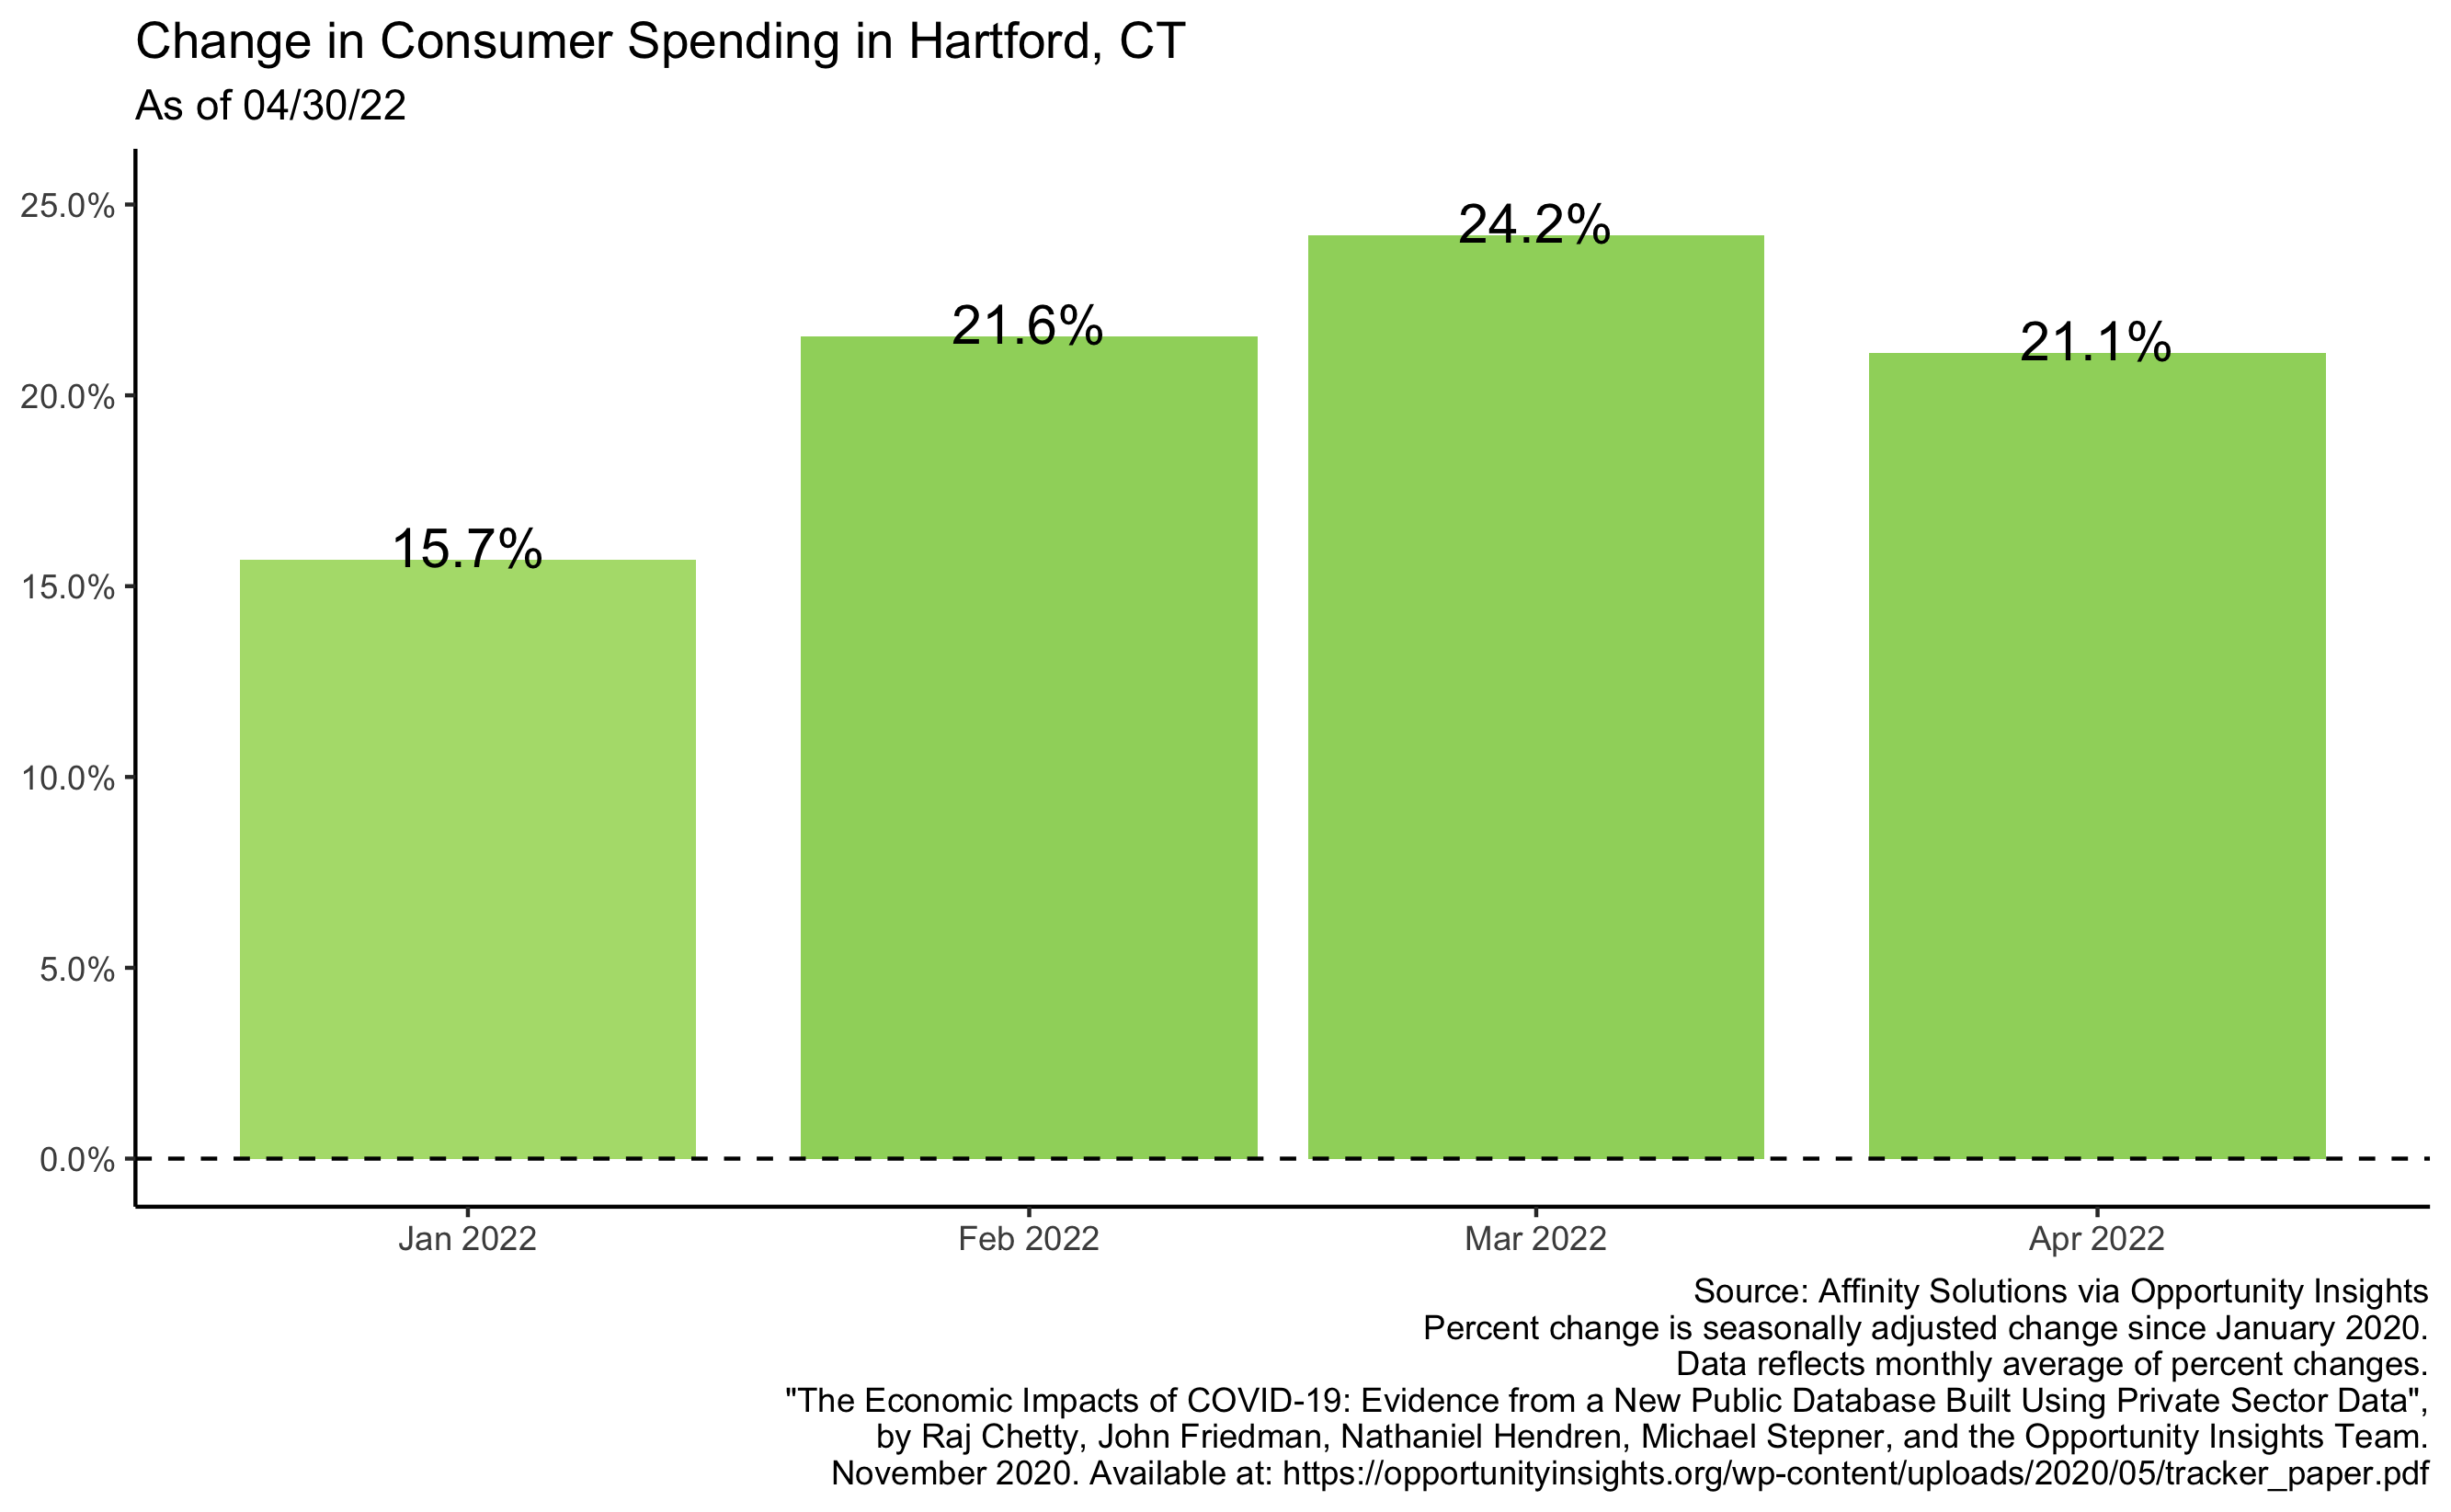 Change in Consumer Spending in Hartford, CT
As of 04/30/22
25.0%
20.0%
15.0%
10.0%
5.0%
0.0%
15.7%
21.6%
24.2%
21.1%
Jan 2022
Feb 2022
Mar 2022
Apr 2022
Source: Affinity Solutions via Opportunity Insights
Percent change is seasonally adjusted change since January 2020.
Data reflects monthly average of percent changes.
"The Economic Impacts of COVID-19: Evidence from a New Public Database Built Using Private Sector Data",
by Raj Chetty, John Friedman, Nathaniel Hendren, Michael Stepner, and the Opportunity Insights Team.
November 2020. Available at: https://opportunityinsights.org/wp-content/uploads/2020/05/tracker_paper.pdf